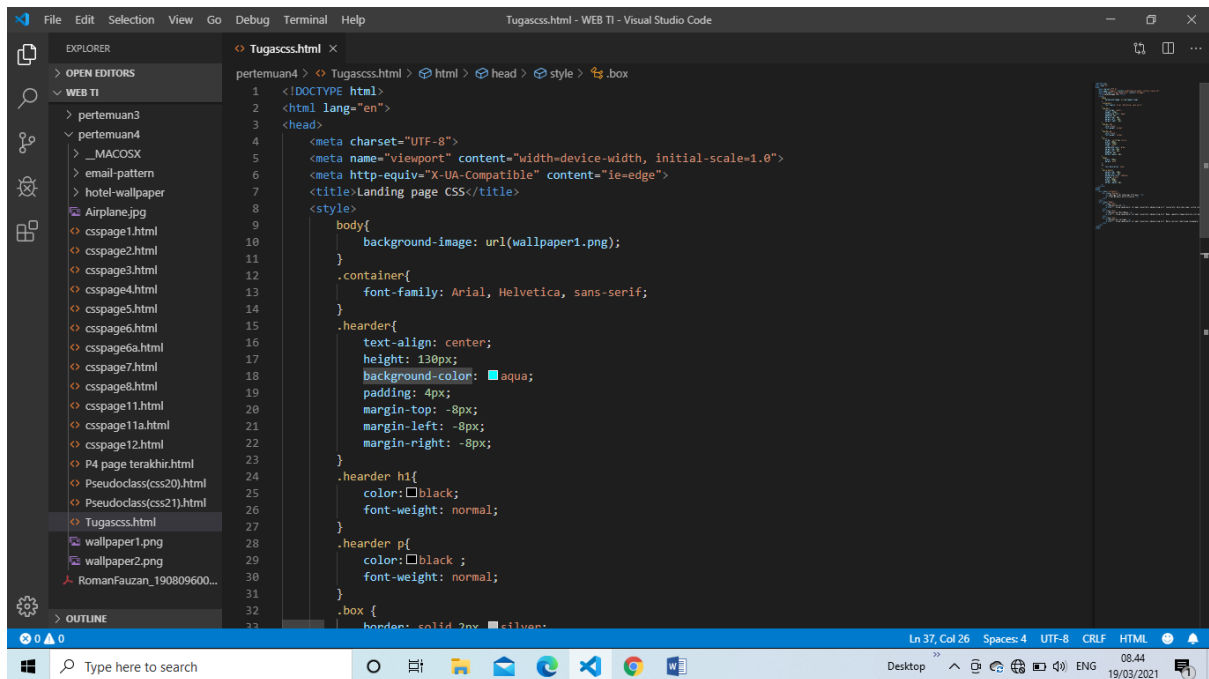 File Edit Selection View Go Debug Terminal Help Tugascss.html - WEB TI - Visual Studio Code
EXPLORER
OPEN EDITORS
WEB TI
pertemuan3
pertemuan4
__MACOSX
email-pattern
hotel-wallpaper
Airplane.jpg
csspage1.html
csspage2.html
csspage3.html
csspage4.html
csspage5.html
csspage6.html
csspage6a.html
csspage7.html
csspage8.html
csspage11.html
csspage11a.html
csspage12.html
P4 page terakhir.html
Pseudoclass(css20).html
Pseudoclass(css21).html
Tugascss.html
wallpaper1.png
wallpaper2.png
RomanFauzan_190809600...
OUTLINE
Tugascss.html
pertemuan4 > Tugascss.html > html > head > style > .box
1 <!DOCTYPE html>
2 <html lang="en">
3 <head>
4 <meta charset="UTF-8">
5 <meta name="viewport" content="width=device-width, initial-scale=1.0">
6 <meta http-equiv="X-UA-Compatible" content="ie=edge">
7 <title>Landing page CSS</title>
8 <style>
9 body{
10 background-image: url(wallpaper1.png);
11 }
12 .container{
13 font-family: Arial, Helvetica, sans-serif;
14 }
15 .hearder{
16 text-align: center;
17 height: 130px;
18 background-color: aqua;
19 padding: 4px;
20 margin-top: -8px;
21 margin-left: -8px;
22 margin-right: -8px;
23 }
24 .hearder h1{
25 color:black;
26 font-weight: normal;
27 }
28 .hearder p{
29 color:black ;
30 font-weight: normal;
31 }
32 .box {
33 border: solid 2px silver;
0 0 Ln 37, Col 26 Spaces: 4 UTF-8 CRLF HTML
Type here to search Desktop ENG 08.44
19/03/2021